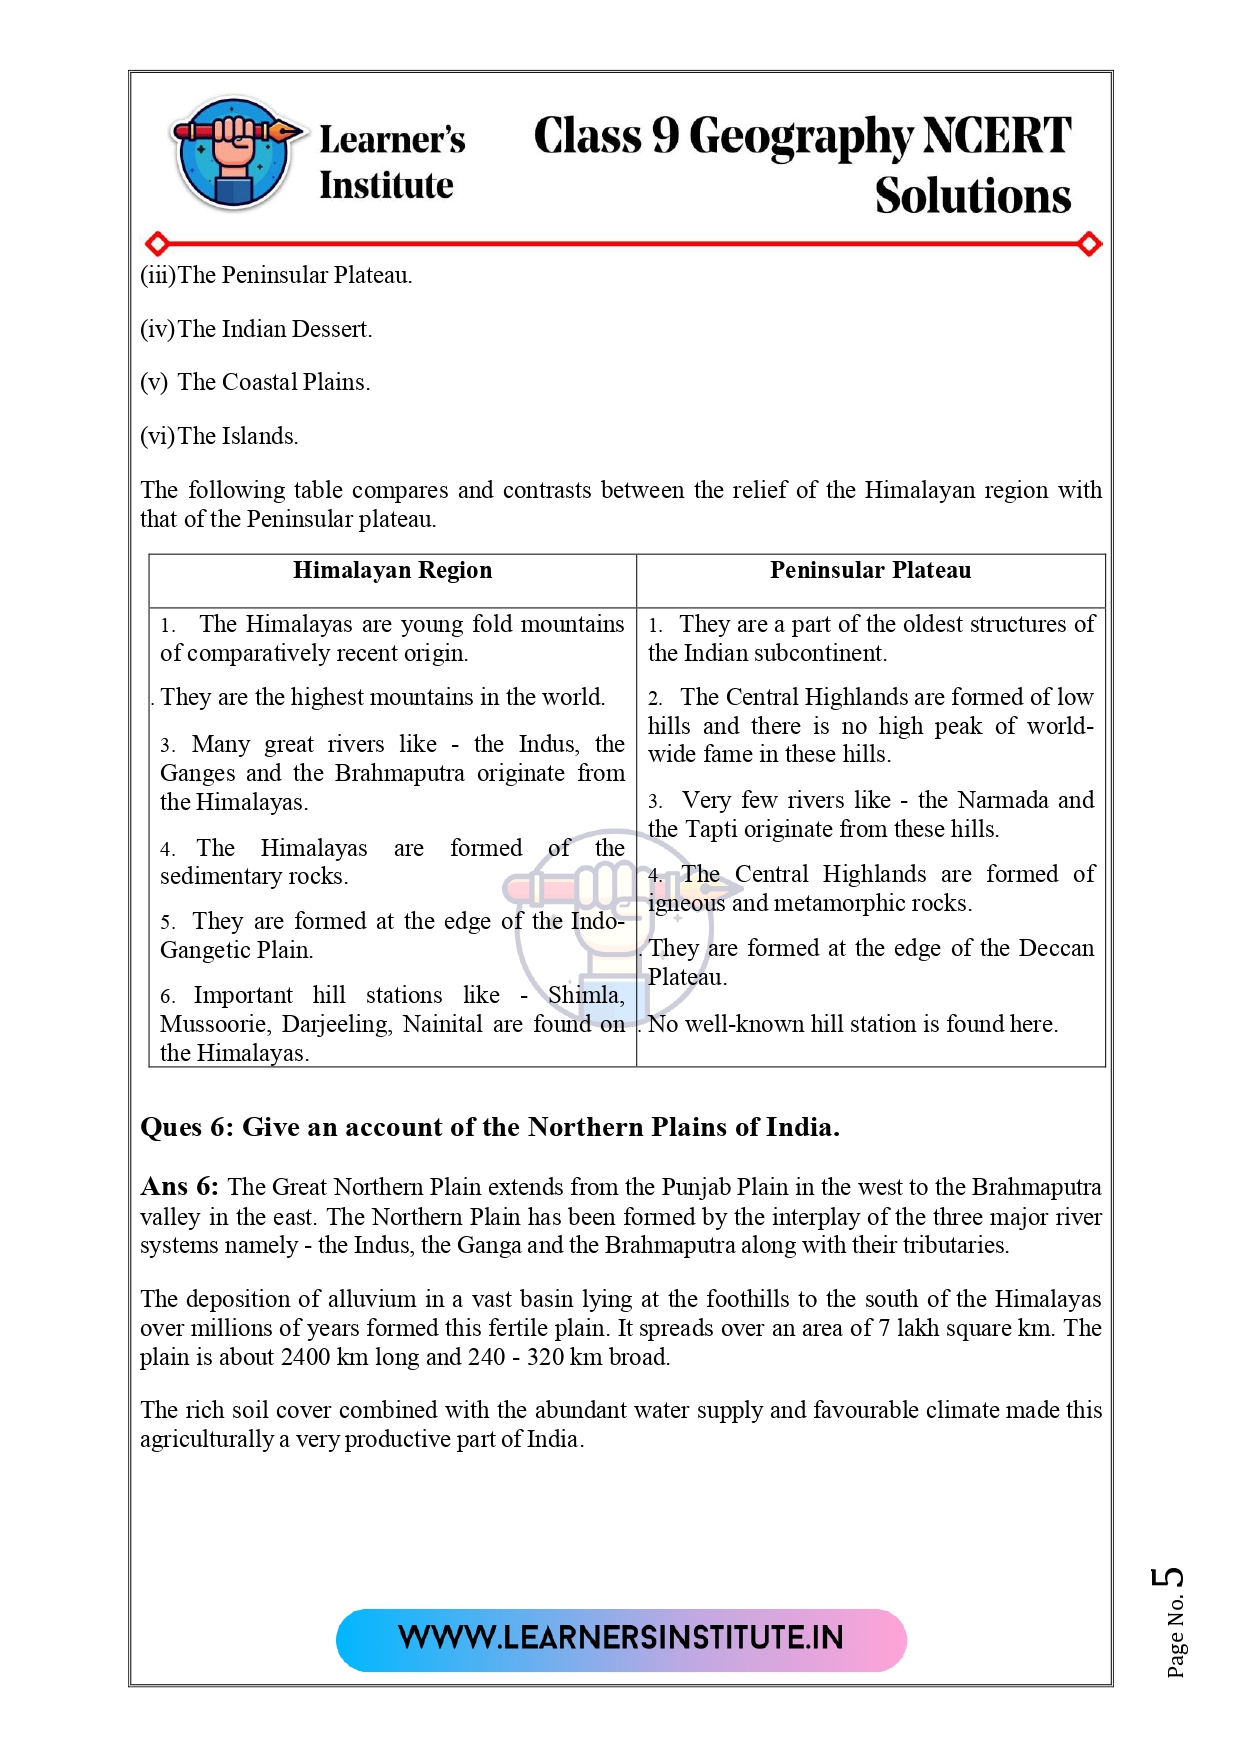 Learner's
Institute
Class 9 Geography NCERT
Solutions
(iii) The Peninsular Plateau.
(iv) The Indian Dessert.
(v) The Coastal Plains.
(vi) The Islands.
The following table compares and contrasts between the relief of the Himalayan region with
that of the Peninsular plateau.
Himalayan Region
1. The Himalayas are young fold mountains
of comparatively recent origin.
. They are the highest mountains in the world.
3. Many great rivers like - the Indus, the
Ganges and the Brahmaputra originate from
the Himalayas.
4. The Himalayas are formed of the
sedimentary rocks.
5. They are formed at the edge of the Indo-
Gangetic Plain.
6. Important hill stations like - Shimla,
Mussoorie, Darjeeling, Nainital are found on
the Himalayas.
Peninsular Plateau
1. They are a part of the oldest structures of
the Indian subcontinent.
2. The Central Highlands are formed of low
hills and there is no high peak of world-
wide fame in these hills.
3. Very few rivers like - the Narmada and
the Tapti originate from these hills.
4. The Central Highlands are formed of
igneous and metamorphic rocks.
. They are formed at the edge of the Deccan
Plateau.
. No well-known hill station is found here.
Ques 6: Give an account of the Northern Plains of India.
Ans 6: The Great Northern Plain extends from the Punjab Plain in the west to the Brahmaputra
valley in the east. The Northern Plain has been formed by the interplay of the three major river
systems namely - the Indus, the Ganga and the Brahmaputra along with their tributaries.
The deposition of alluvium in a vast basin lying at the foothills to the south of the Himalayas
over millions of years formed this fertile plain. It spreads over an area of 7 lakh square km. The
plain is about 2400 km long and 240 - 320 km broad.
The rich soil cover combined with the abundant water supply and favourable climate made this
agriculturally a very productive part of India.
Page No. 5
WWW.LEARNERSINSTITUTE.IN